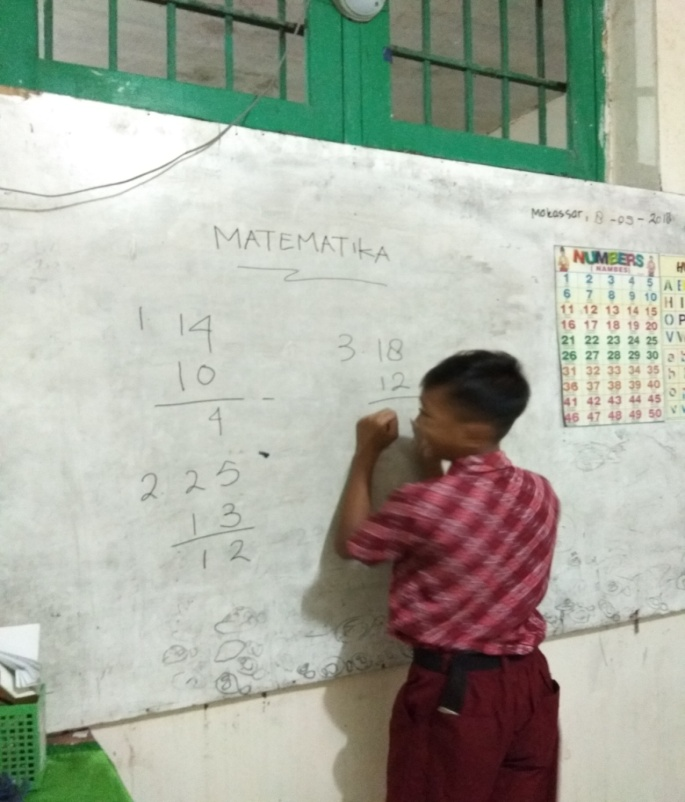 Makassar, 8 - 09 - 2018
MATEMATIKA
1 14
10
-
4
2. 25
13
12
3. 18
12
NUMBERS
1 2 3 4 5
6 7 8 9 10
11 12 13 14 15
16 17 18 19 20
21 22 23 24 25
26 27 28 29 30
31 32 33 34 35
36 37 38 39 40
41 42 43 44 45
46 47 48 49 50